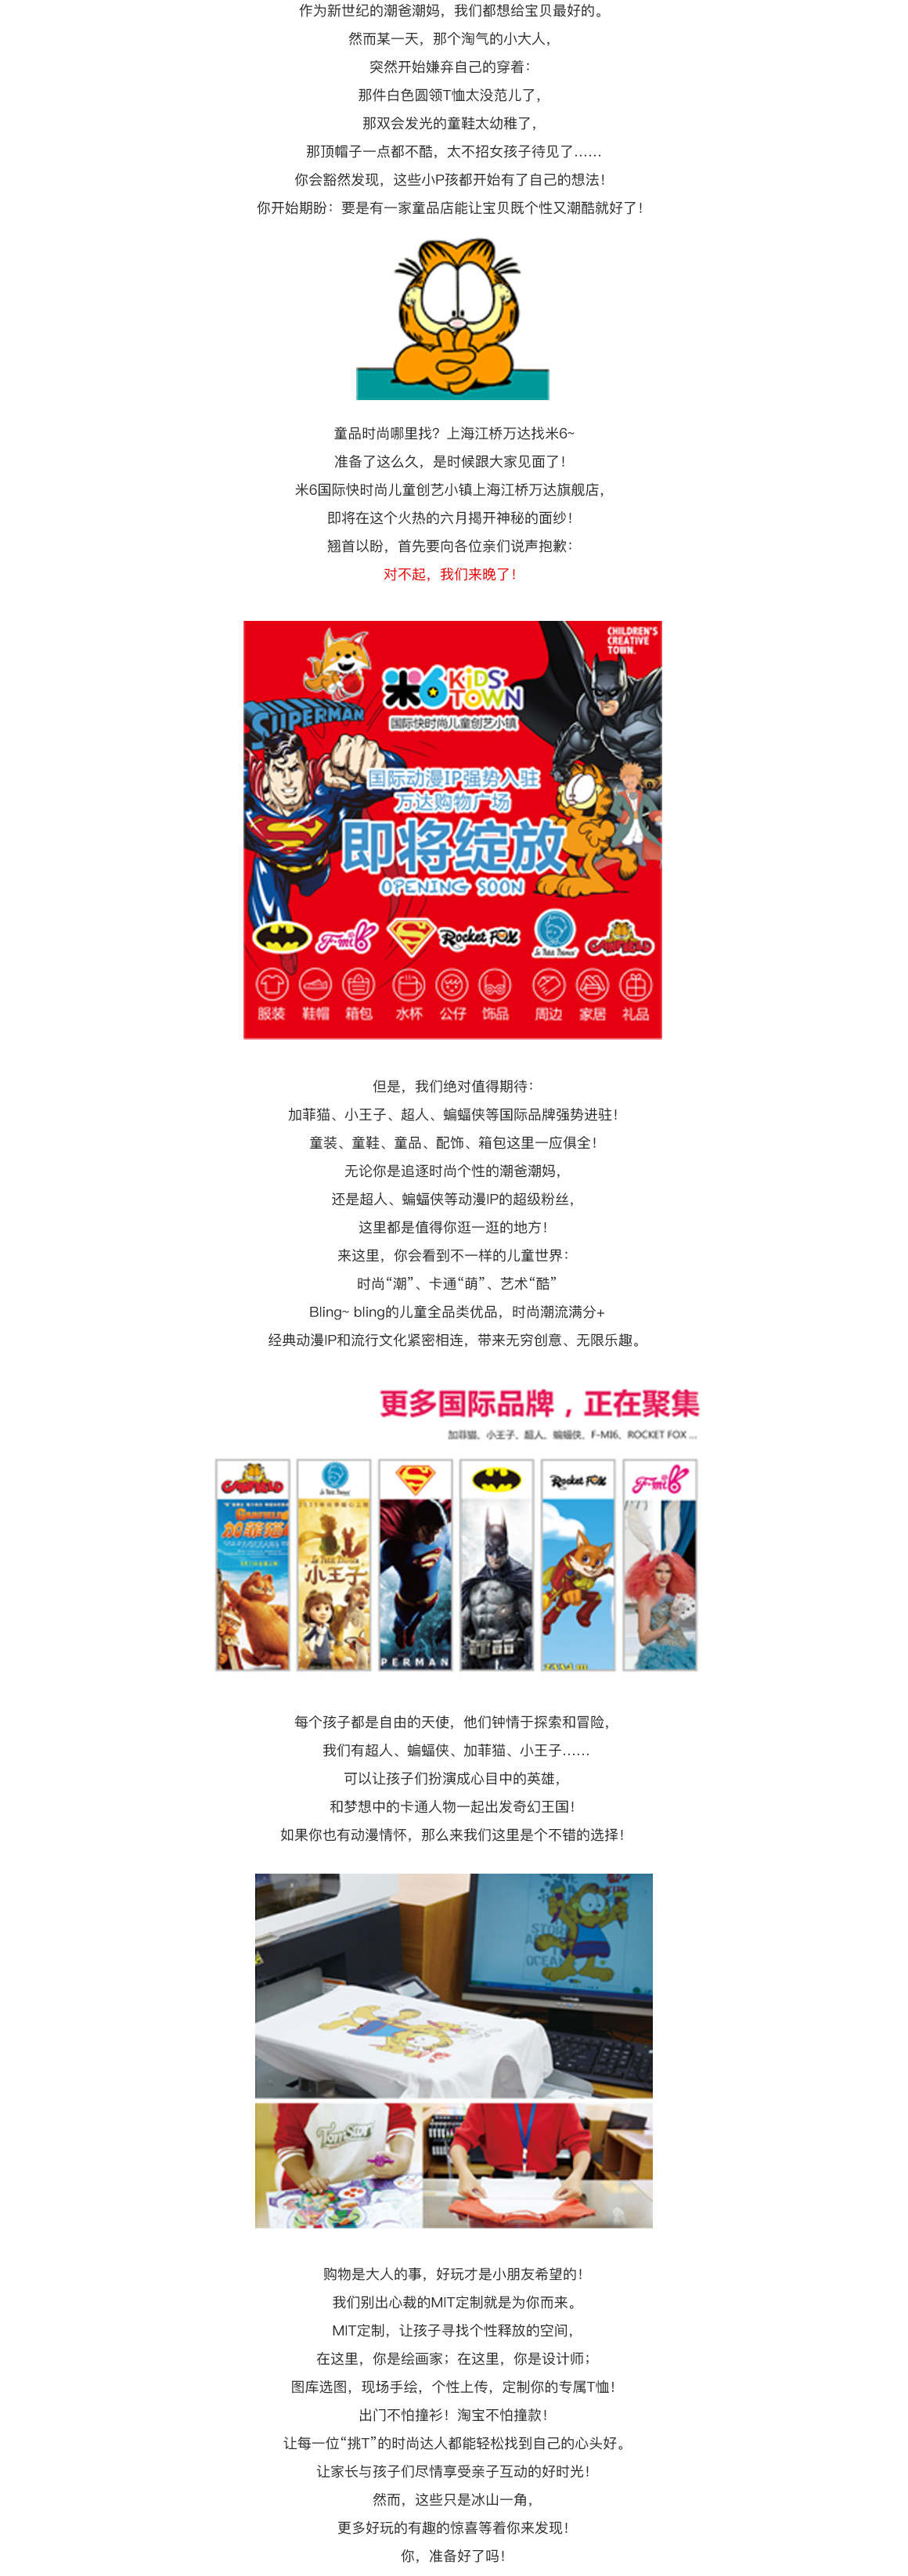 作为新世纪的潮爸潮妈，我们都想给宝贝最好的。
然而某一天，那个淘气的小大人，
突然开始嫌弃自己的穿着：
那件白色圆领T恤太没范儿了，
那双会发光的童鞋太幼稚了，
那顶帽子一点都不酷，太不招女孩子待见了……
你会豁然发现，这些小P孩都开始有了自己的想法！
你开始期盼：要是有一家童品店能让宝贝既个性又潮酷就好了！
童品时尚哪里找？上海江桥万达找米6~
准备了这么久，是时候跟大家见面了！
米6国际快时尚儿童创艺小镇上海江桥万达旗舰店，
即将在这个火热的六月揭开神秘的面纱！
翘首以盼，首先要向各位亲们说声抱歉：
对不起，我们来晚了！
CHILDREN'S
CREATIVE
TOWN.
米6 KiDS' TOWN
SUPERMAN
国际快时尚儿童创艺小镇
国际动漫IP强势入驻
万达购物广场
即将绽放
OPENING SOON
F-mi6 Rocket FOX Le Petit Prince GARFIELD
服装 鞋帽 箱包 水杯 公仔 饰品 周边 家居 礼品
但是，我们绝对值得期待：
加菲猫、小王子、超人、蝙蝠侠等国际品牌强势进驻！
童装、童鞋、童品、配饰、箱包这里一应俱全！
无论你是追逐时尚个性的潮爸潮妈，
还是超人、蝙蝠侠等动漫IP的超级粉丝，
这里都是值得你逛一逛的地方！
来这里，你会看到不一样的儿童世界：
时尚“潮”、卡通“萌”、艺术“酷”
Bling~ bling的儿童全品类优品，时尚潮流满分+
经典动漫IP和流行文化紧密相连，带来无穷创意、无限乐趣。
更多国际品牌，正在聚集
加菲猫、小王子、超人、蝙蝠侠、F-MI6、ROCKET FOX ...
GARFIELD Le Petit Prince Rocket FOX F-mi6
GARFIELD
加菲猫
Le Petit Prince
小王子
PERMAN
每个孩子都是自由的天使，他们钟情于探索和冒险，
我们有超人、蝙蝠侠、加菲猫、小王子……
可以让孩子们扮演成心目中的英雄，
和梦想中的卡通人物一起出发奇幻王国！
如果你也有动漫情怀，那么来我们这里是个不错的选择！
购物是大人的事，好玩才是小朋友希望的！
我们别出心裁的MIT定制就是为你而来。
MIT定制，让孩子寻找个性释放的空间，
在这里，你是绘画家；在这里，你是设计师；
图库选图，现场手绘，个性上传，定制你的专属T恤！
出门不怕撞衫！淘宝不怕撞款！
让每一位“挑T”的时尚达人都能轻松找到自己的心头好。
让家长与孩子们尽情享受亲子互动的好时光！
然而，这些只是冰山一角，
更多好玩的有趣的惊喜等着你来发现！
你，准备好了吗！